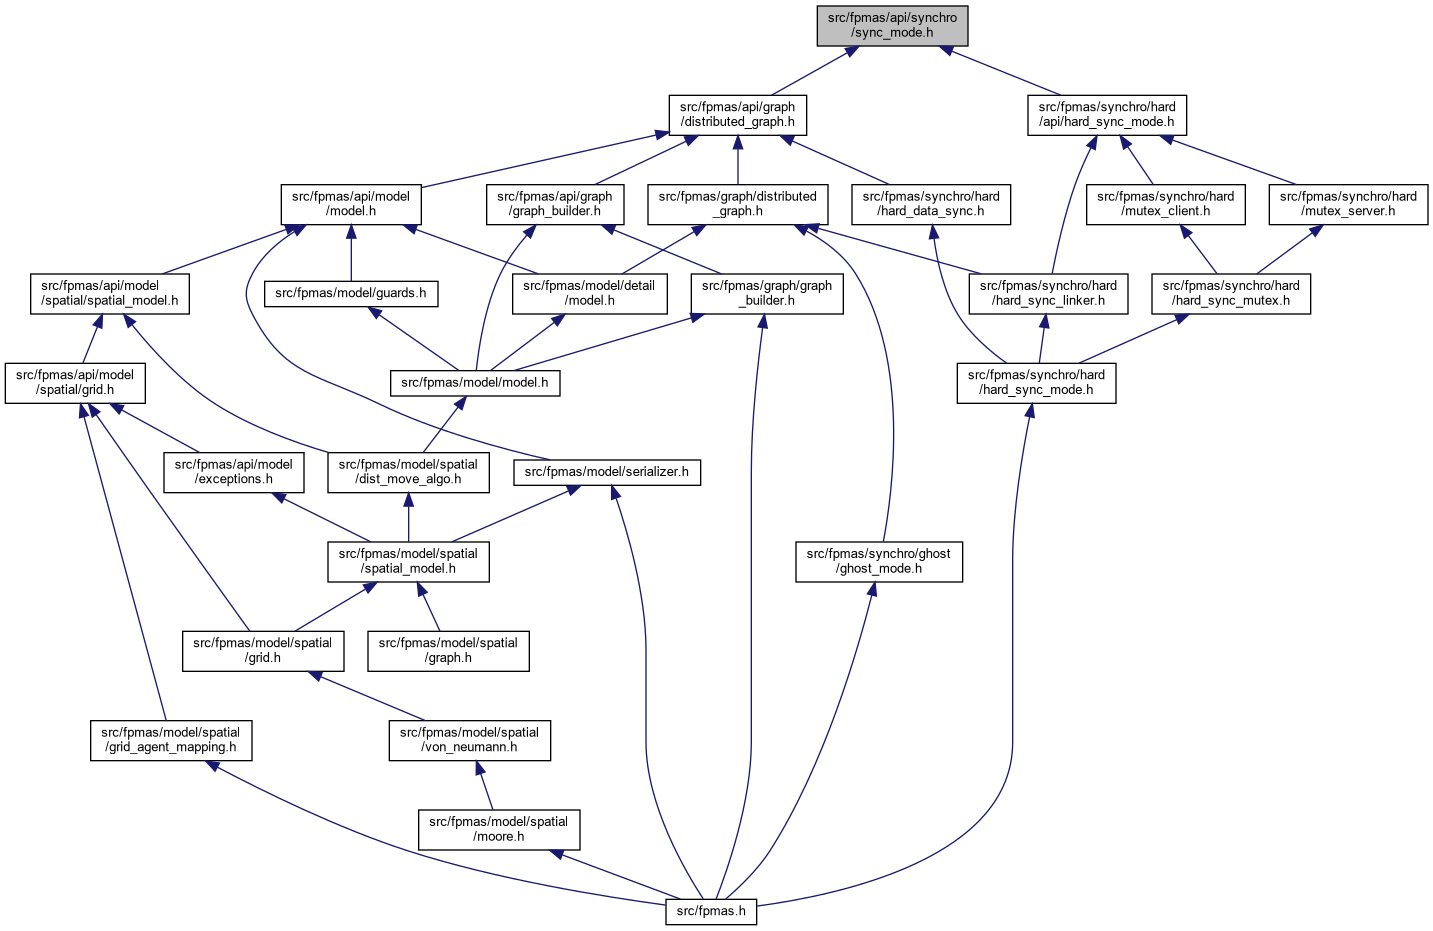 src/fpmas/api/synchro
/sync_mode.h
src/fpmas/api/graph
/distributed_graph.h
src/fpmas/synchro/hard
/api/hard_sync_mode.h
src/fpmas/api/model
/model.h
src/fpmas/api/graph
/graph_builder.h
src/fpmas/graph/distributed
_graph.h
src/fpmas/synchro/hard
/hard_data_sync.h
src/fpmas/synchro/hard
/mutex_client.h
src/fpmas/synchro/hard
/mutex_server.h
src/fpmas/api/model
/spatial/spatial_model.h
src/fpmas/model/guards.h
src/fpmas/model/detail
/model.h
src/fpmas/graph/graph
_builder.h
src/fpmas/synchro/hard
/hard_sync_linker.h
src/fpmas/synchro/hard
/hard_sync_mutex.h
src/fpmas/api/model
/spatial/grid.h
src/fpmas/model/model.h
src/fpmas/synchro/hard
/hard_sync_mode.h
src/fpmas/api/model
/exceptions.h
src/fpmas/model/spatial
/dist_move_algo.h
src/fpmas/model/serializer.h
src/fpmas/model/spatial
/spatial_model.h
src/fpmas/synchro/ghost
/ghost_mode.h
src/fpmas/model/spatial
/grid.h
src/fpmas/model/spatial
/graph.h
src/fpmas/model/spatial
/grid_agent_mapping.h
src/fpmas/model/spatial
/von_neumann.h
src/fpmas/model/spatial
/moore.h
src/fpmas.h